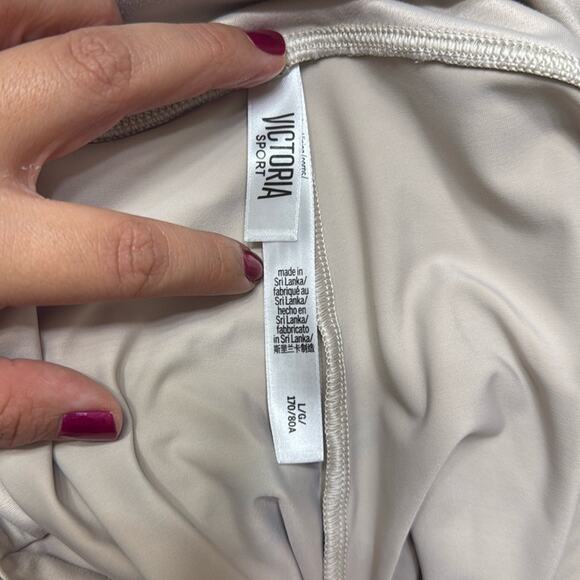 VICTORIA
SPORT
made in
Sri Lanka/
fabriqué au
Sri Lanka/
hecho en
Sri Lanka/
fabbricato
in Sri Lanka/
斯里兰卡制造
L/G/
170/80A